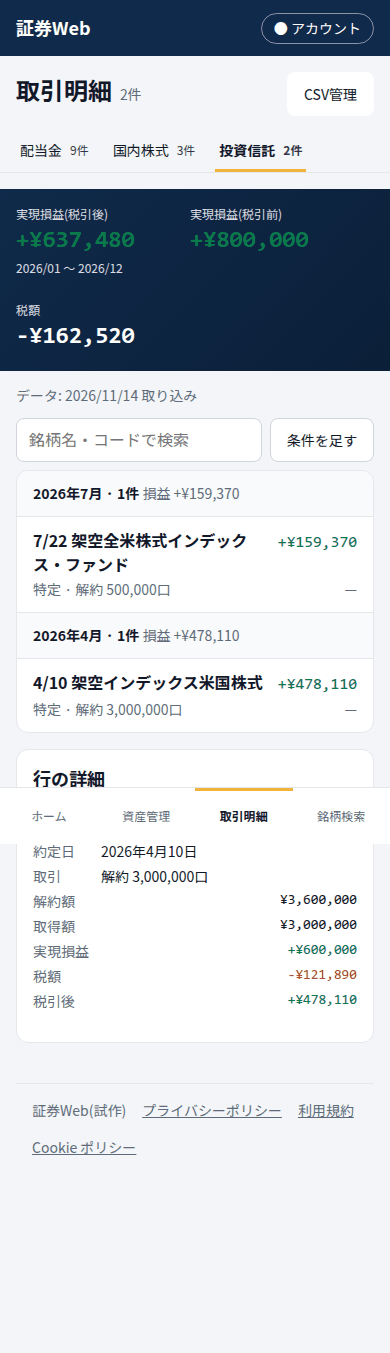 証券Web
アカウント
取引明細 2件
CSV管理
配当金 9件 国内株式 3件 投資信託 2件
実現損益(税引後) 実現損益(税引前)
+¥637,480 +¥800,000
2026/01 〜 2026/12
税額
-¥162,520
データ: 2026/11/14 取り込み
銘柄名・コードで検索
条件を足す
2026年7月・1件 損益 +¥159,370
7/22 架空全米株式インデック +¥159,370
ス・ファンド
特定・解約 500,000口 —
2026年4月・1件 損益 +¥478,110
4/10 架空インデックス米国株式 +¥478,110
特定・解約 3,000,000口 —
行の詳細
ホーム 資産管理 取引明細 銘柄検索
約定日 2026年4月10日
取引 解約 3,000,000口
解約額 ¥3,600,000
取得額 ¥3,000,000
実現損益 +¥600,000
税額 -¥121,890
税引後 +¥478,110
証券Web(試作) プライバシーポリシー 利用規約
Cookie ポリシー